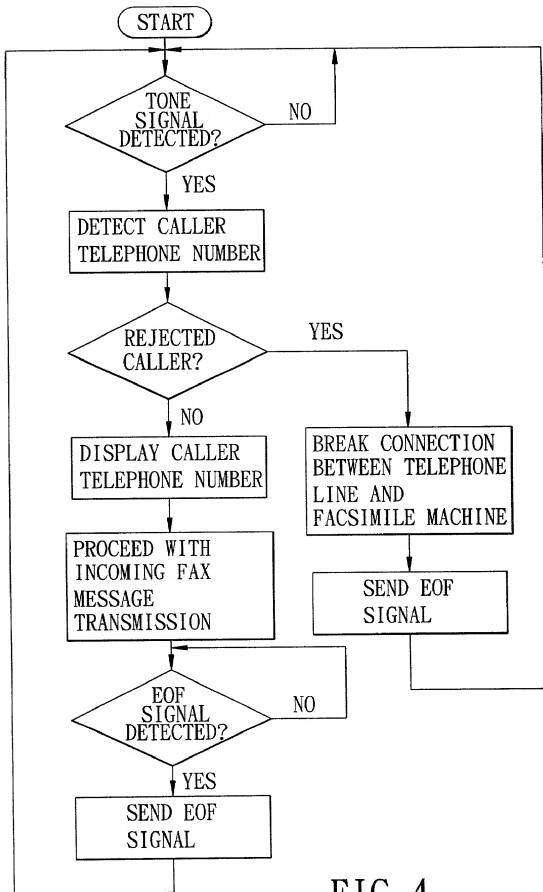 START
TONE
SIGNAL
DETECTED?
NO
YES
DETECT CALLER
TELEPHONE NUMBER
REJECTED
CALLER?
YES
NO
DISPLAY CALLER
TELEPHONE NUMBER
BREAK CONNECTION
BETWEEN TELEPHONE
LINE AND
FACSIMILE MACHINE
PROCEED WITH
INCOMING FAX
MESSAGE
TRANSMISSION
SEND EOF
SIGNAL
EOF
SIGNAL
DETECTED?
NO
YES
SEND EOF
SIGNAL
FIG. 4